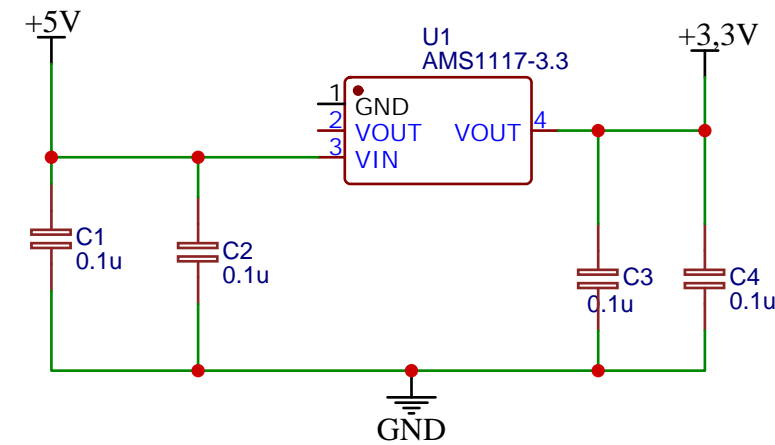 +5V
U1
AMS1117-3.3
+3,3V
1
GND
2
VOUT
VOUT
4
3
VIN
C1
0.1u
C2
0.1u
C3
0.1u
C4
0.1u
GND